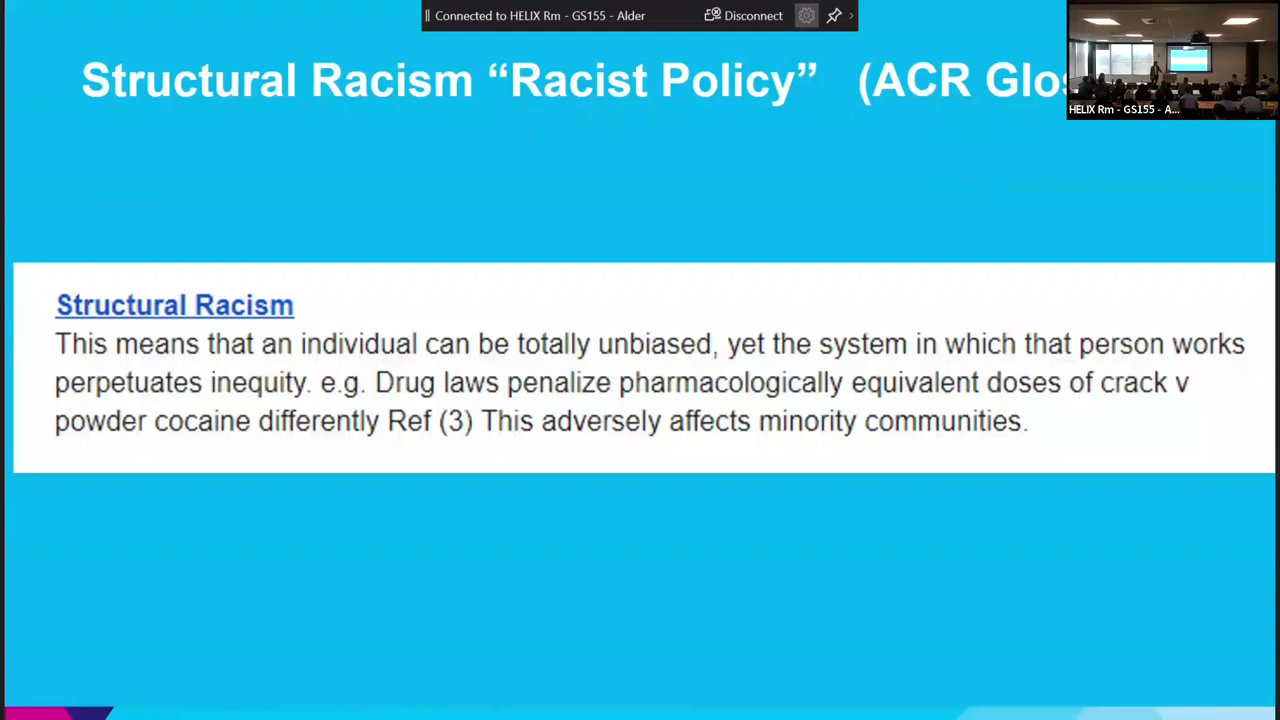 Connected to HELIX Rm - GS155 - Alder Disconnect
Structural Racism “Racist Policy” (ACR Glos
HELIX Rm - GS155 - A...
Structural Racism
This means that an individual can be totally unbiased, yet the system in which that person works
perpetuates inequity. e.g. Drug laws penalize pharmacologically equivalent doses of crack v
powder cocaine differently Ref (3) This adversely affects minority communities.